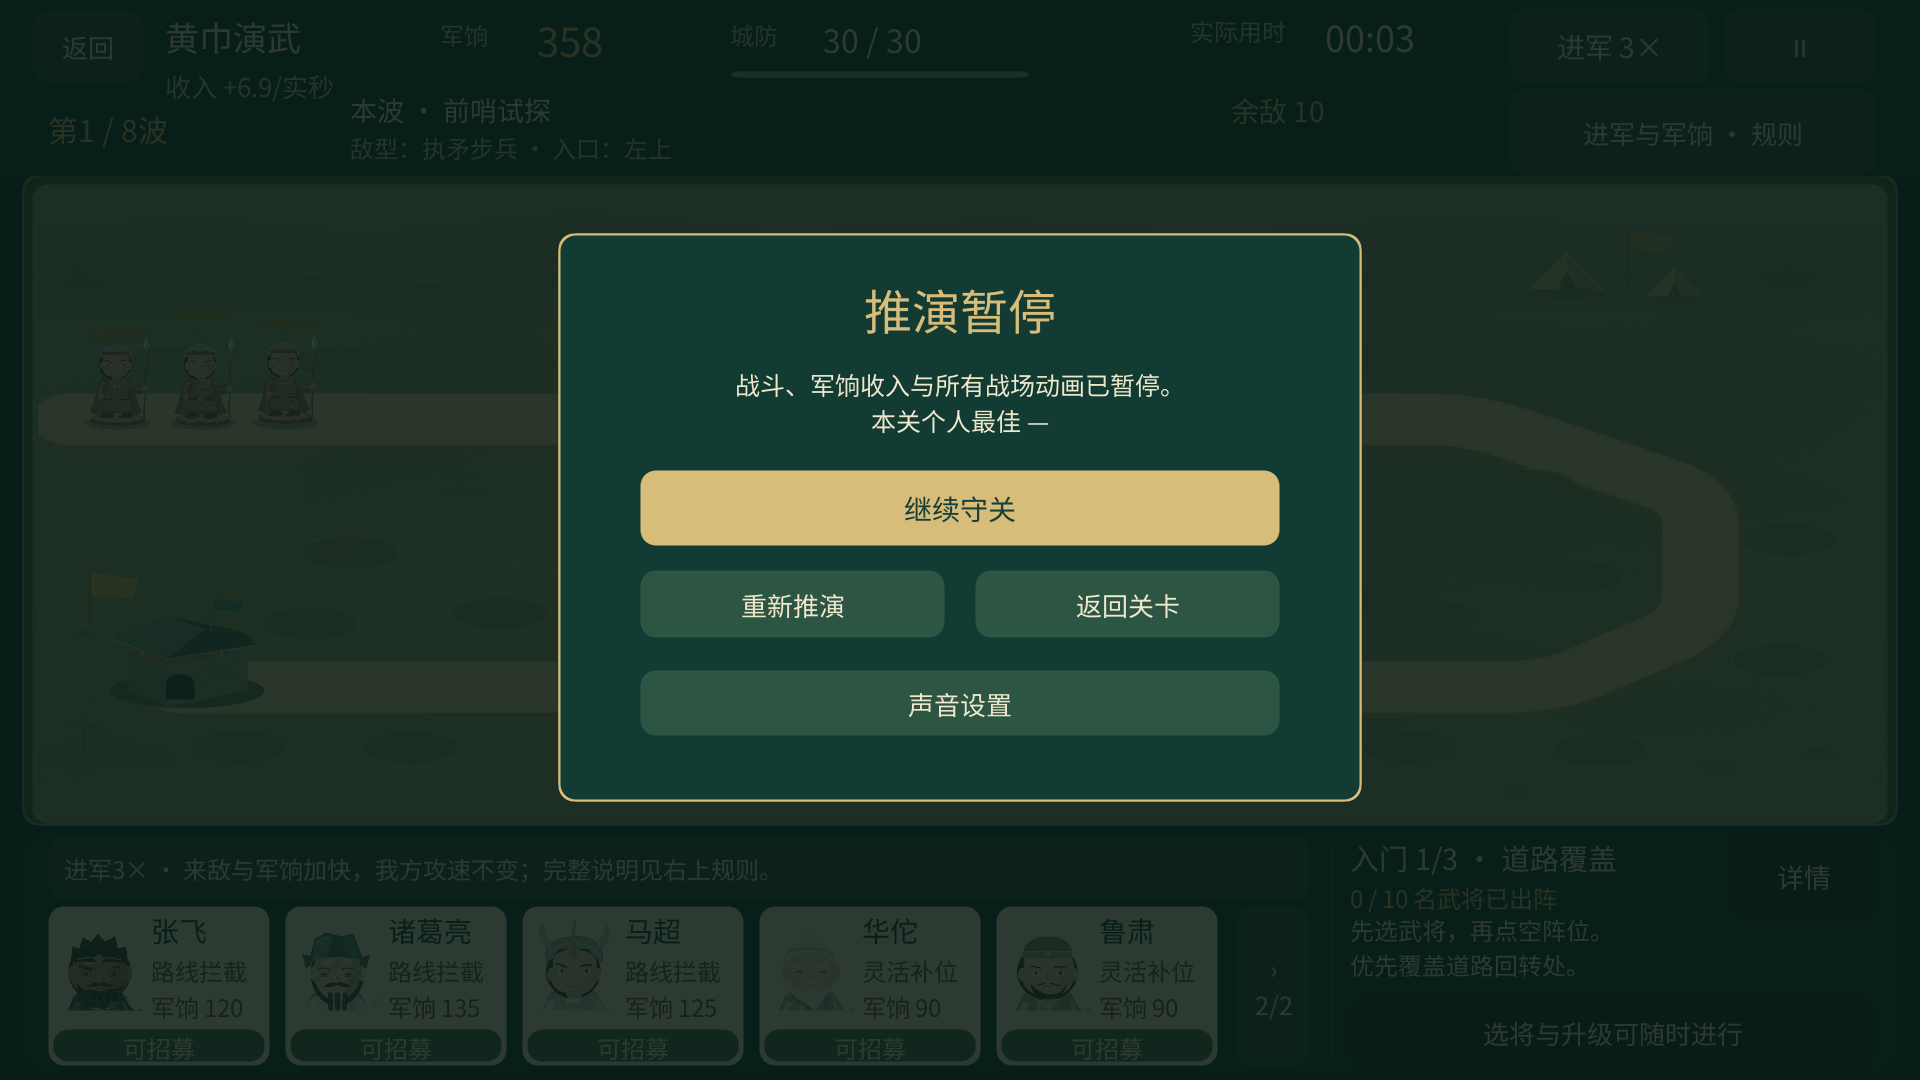 返回
黄巾演武
收入 +6.9/实秒
军饷
358
城防
30 / 30
实际用时
00:03
进军 3×
II
第1 / 8波
本波 · 前哨试探
敌型：执矛步兵 · 入口：左上
余敌 10
进军与军饷 · 规则
推演暂停
战斗、军饷收入与所有战场动画已暂停。
本关个人最佳 —
继续守关
重新推演
返回关卡
声音设置
进军3× · 来敌与军饷加快，我方攻速不变；完整说明见右上规则。
张飞
路线拦截
军饷 120
可招募
诸葛亮
路线拦截
军饷 135
可招募
马超
路线拦截
军饷 125
可招募
华佗
灵活补位
军饷 90
可招募
鲁肃
灵活补位
军饷 90
可招募
›
2/2
入门 1/3 · 道路覆盖
0 / 10 名武将已出阵
先选武将，再点空阵位。
优先覆盖道路回转处。
详情
选将与升级可随时进行